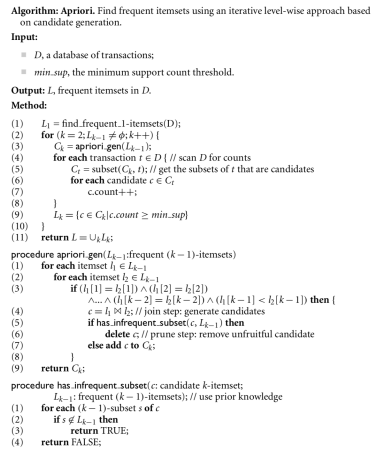 Algorithm: Apriori. Find frequent itemsets using an iterative level-wise approach based
on candidate generation.
Input:
D, a database of transactions;
min_sup, the minimum support count threshold.
Output: L, frequent itemsets in D.
Method:
(1) L1 = find_frequent_1-itemsets(D);
(2) for (k = 2; Lk−1 ≠ ϕ; k++) {
(3) Ck = apriori_gen(Lk−1);
(4) for each transaction t ∈ D { // scan D for counts
(5) Ct = subset(Ck, t); // get the subsets of t that are candidates
(6) for each candidate c ∈ Ct
(7) c.count++;
(8) }
(9) Lk = {c ∈ Ck|c.count ≥ min_sup}
(10) }
(11) return L = ∪kLk;
procedure apriori_gen(Lk−1:frequent (k − 1)-itemsets)
(1) for each itemset l1 ∈ Lk−1
(2) for each itemset l2 ∈ Lk−1
(3) if (l1[1] = l2[1]) ∧ (l1[2] = l2[2])
∧... ∧ (l1[k − 2] = l2[k − 2]) ∧ (l1[k − 1] < l2[k − 1]) then {
(4) c = l1 ⋈ l2; // join step: generate candidates
(5) if has_infrequent_subset(c, Lk−1) then
(6) delete c; // prune step: remove unfruitful candidate
(7) else add c to Ck;
(8) }
(9) return Ck;
procedure has_infrequent_subset(c: candidate k-itemset;
Lk−1: frequent (k − 1)-itemsets); // use prior knowledge
(1) for each (k − 1)-subset s of c
(2) if s ∉ Lk−1 then
(3) return TRUE;
(4) return FALSE;